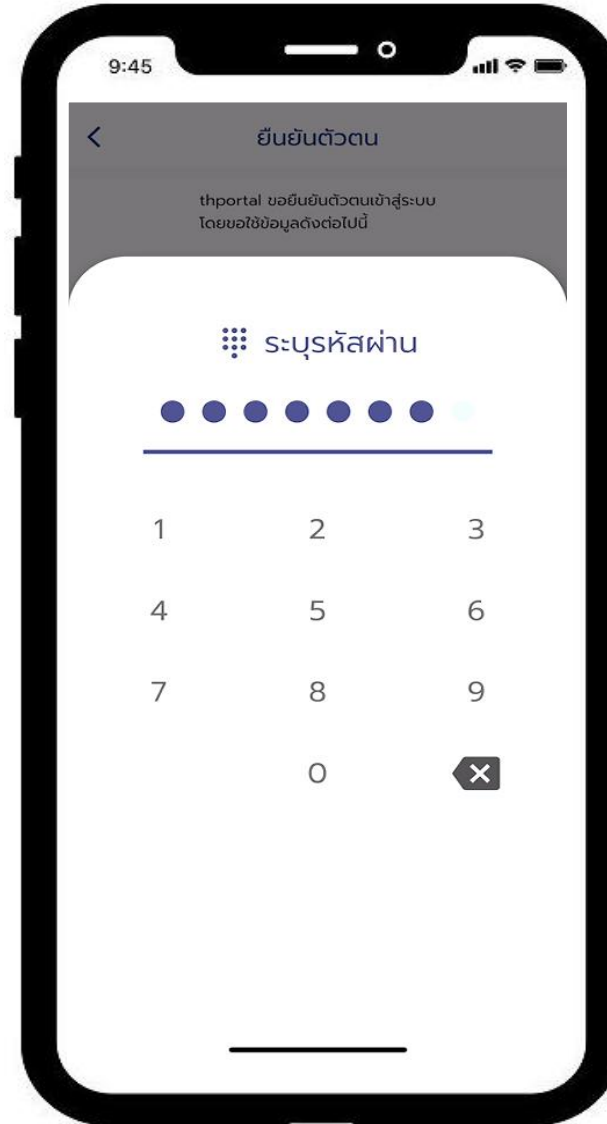 9:45
ยืนยันตัวตน
thportal ขอยืนยันตัวตนเข้าสู่ระบบ
โดยขอใช้ข้อมูลดังต่อไปนี้
ระบุรหัสผ่าน
1 2 3
4 5 6
7 8 9
0